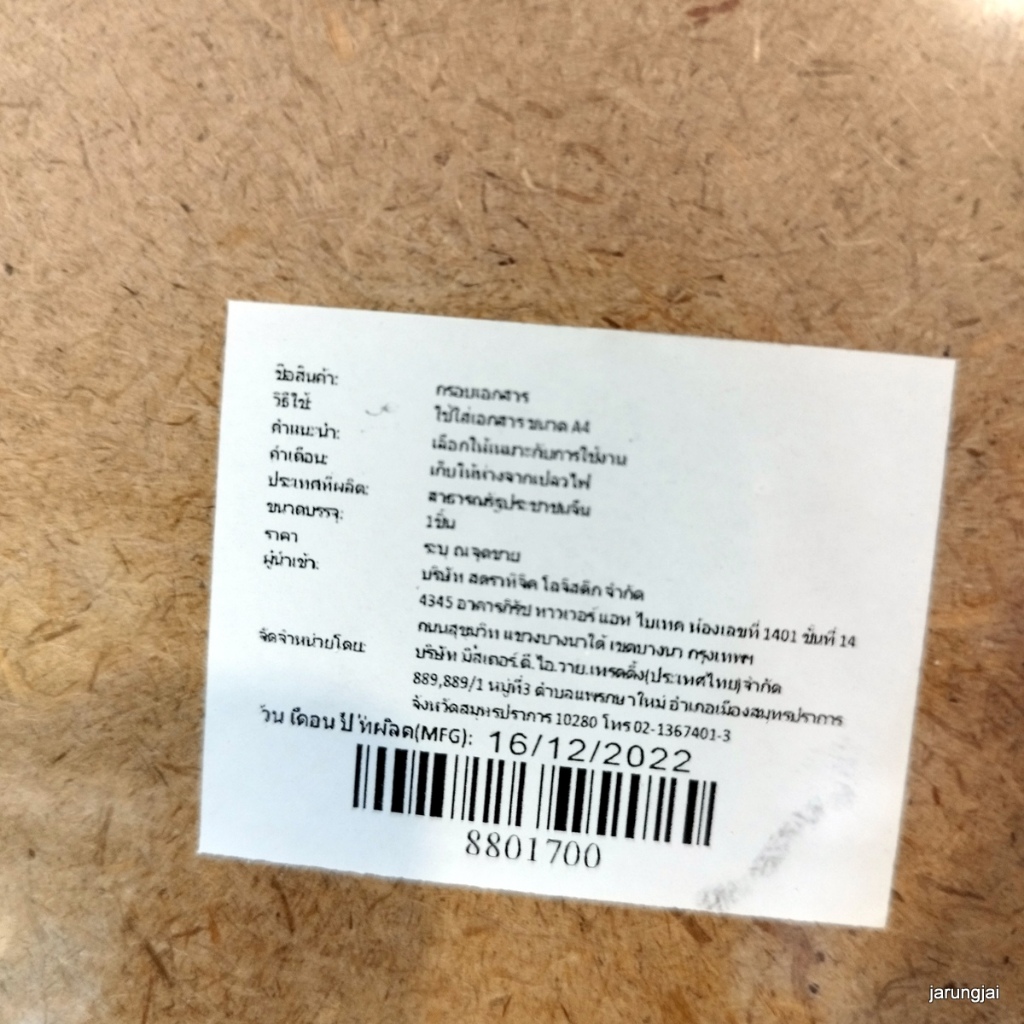 ชื่อสินค้า: กรอบเอกสาร
วิธีใช้: ใช้ใส่เอกสาร ขนาด A4
คำแนะนำ: เลือกให้เหมาะกับการใช้งาน
คำเตือน: เก็บให้ห่างจากเปลวไฟ
ประเทศที่ผลิต: สาธารณรัฐประชาชนจีน
ขนาดบรรจุ: 1ชิ้น
ราคา ระบุ ณ จุดขาย
ผู้นำเข้า: บริษัท สตราทิจิค โลจิสติก จำกัด
4345 อาคารภิรัช ทาวเวอร์ แอท ไบเทค ห้องเลขที่ 1401 ชั้นที่ 14
ถนนสุขุมวิท แขวงบางนาใต้ เขตบางนา กรุงเทพฯ
จัดจำหน่ายโดย: บริษัท มิสเตอร์.ดี.ไอ.วาย.เทรดดิ้ง(ประเทศไทย)จำกัด
889,889/1 หมู่ที่3 ตำบลแพรกษาใหม่ อำเภอเมืองสมุทรปราการ
จังหวัดสมุทรปราการ 10280 โทร 02-1367401-3
วัน เดือน ปี ที่ผลิต(MFG): 16/12/2022
8801700
jarungjai